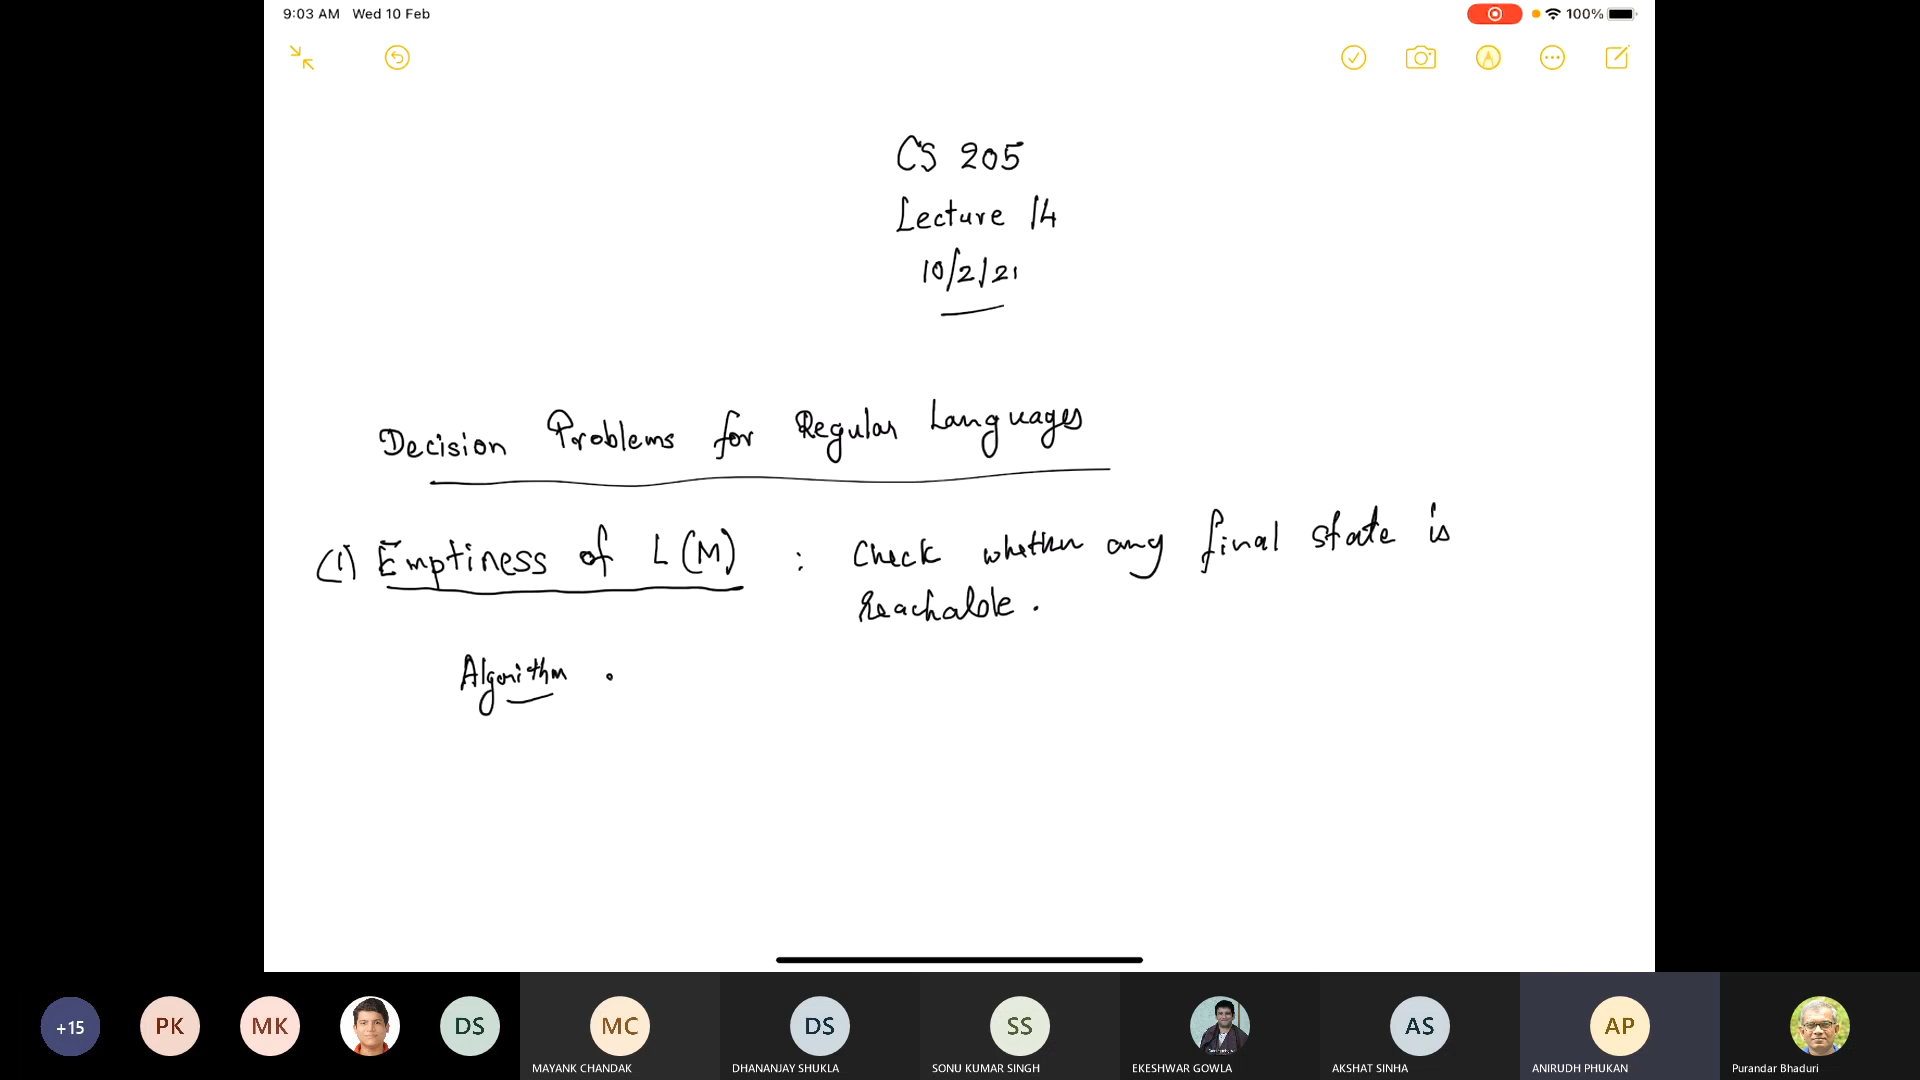 9:03 AM Wed 10 Feb
100%
CS 205
Lecture 14
10/2/21
Decision Problems for Regular Languages
(1) Emptiness of L(M) : Check whether any final state is
reachable.
Algorithm .
+15
PK
MK
DS
MC
DS
SS
AS
AP
MAYANK CHANDAK
DHANANJAY SHUKLA
SONU KUMAR SINGH
EKESHWAR GOWLA
AKSHAT SINHA
ANIRUDH PHUKAN
Purandar Bhaduri